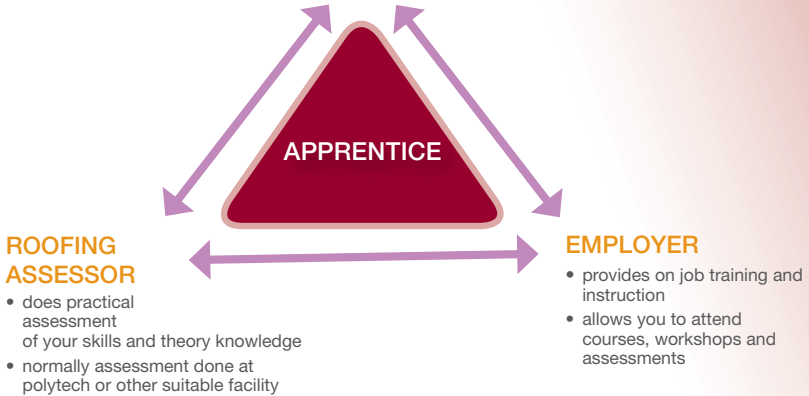 APPRENTICE
ROOFING
ASSESSOR
• does practical
assessment
of your skills and theory knowledge
• normally assessment done at
polytech or other suitable facility
EMPLOYER
• provides on job training and
instruction
• allows you to attend
courses, workshops and
assessments